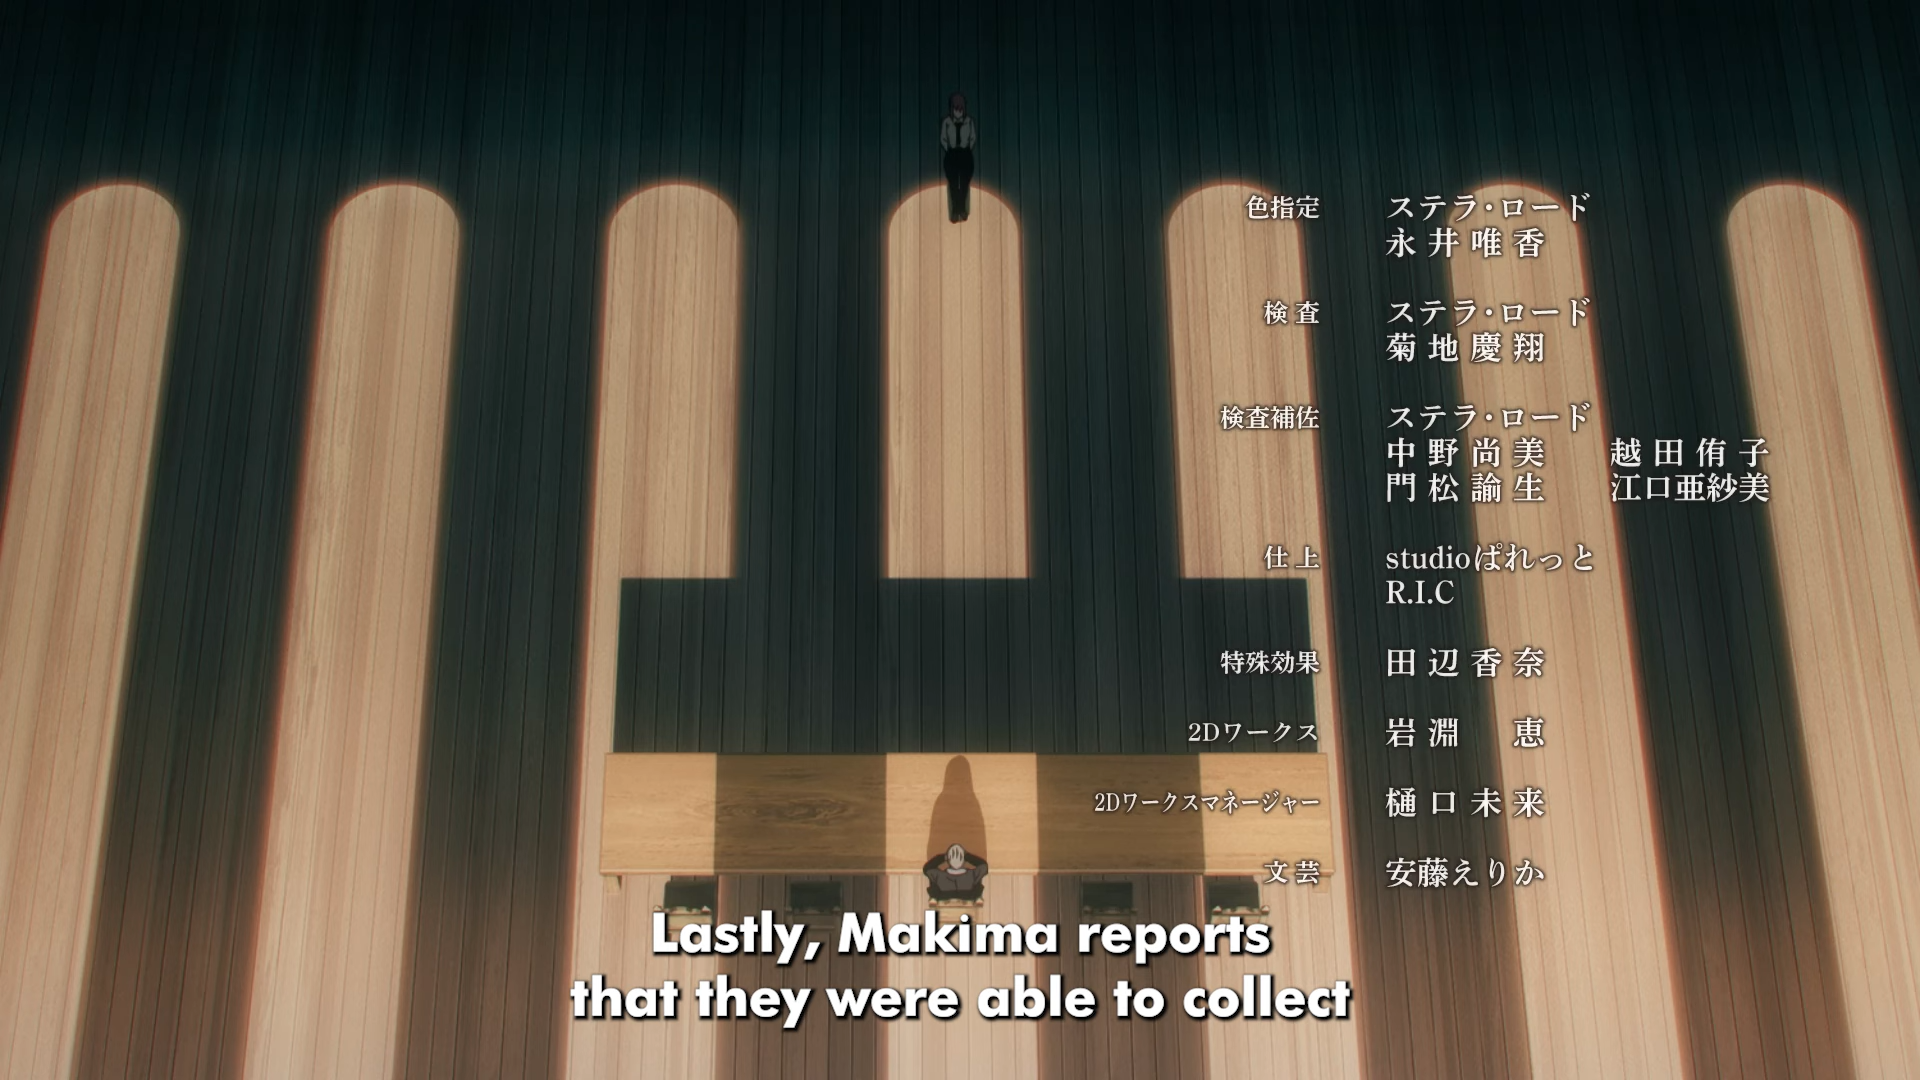 色指定 ステラ・ロード
永井唯香
検査 ステラ・ロード
菊地慶翔
検査補佐 ステラ・ロード
中野尚美 越田侑子
門松諭生 江口亜紗美
仕上 studioぱれっと
R.I.C
特殊効果 田辺香奈
2Dワークス 岩淵 恵
2Dワークスマネージャー 樋口未来
文芸 安藤えりか
Lastly, Makima reports
that they were able to collect